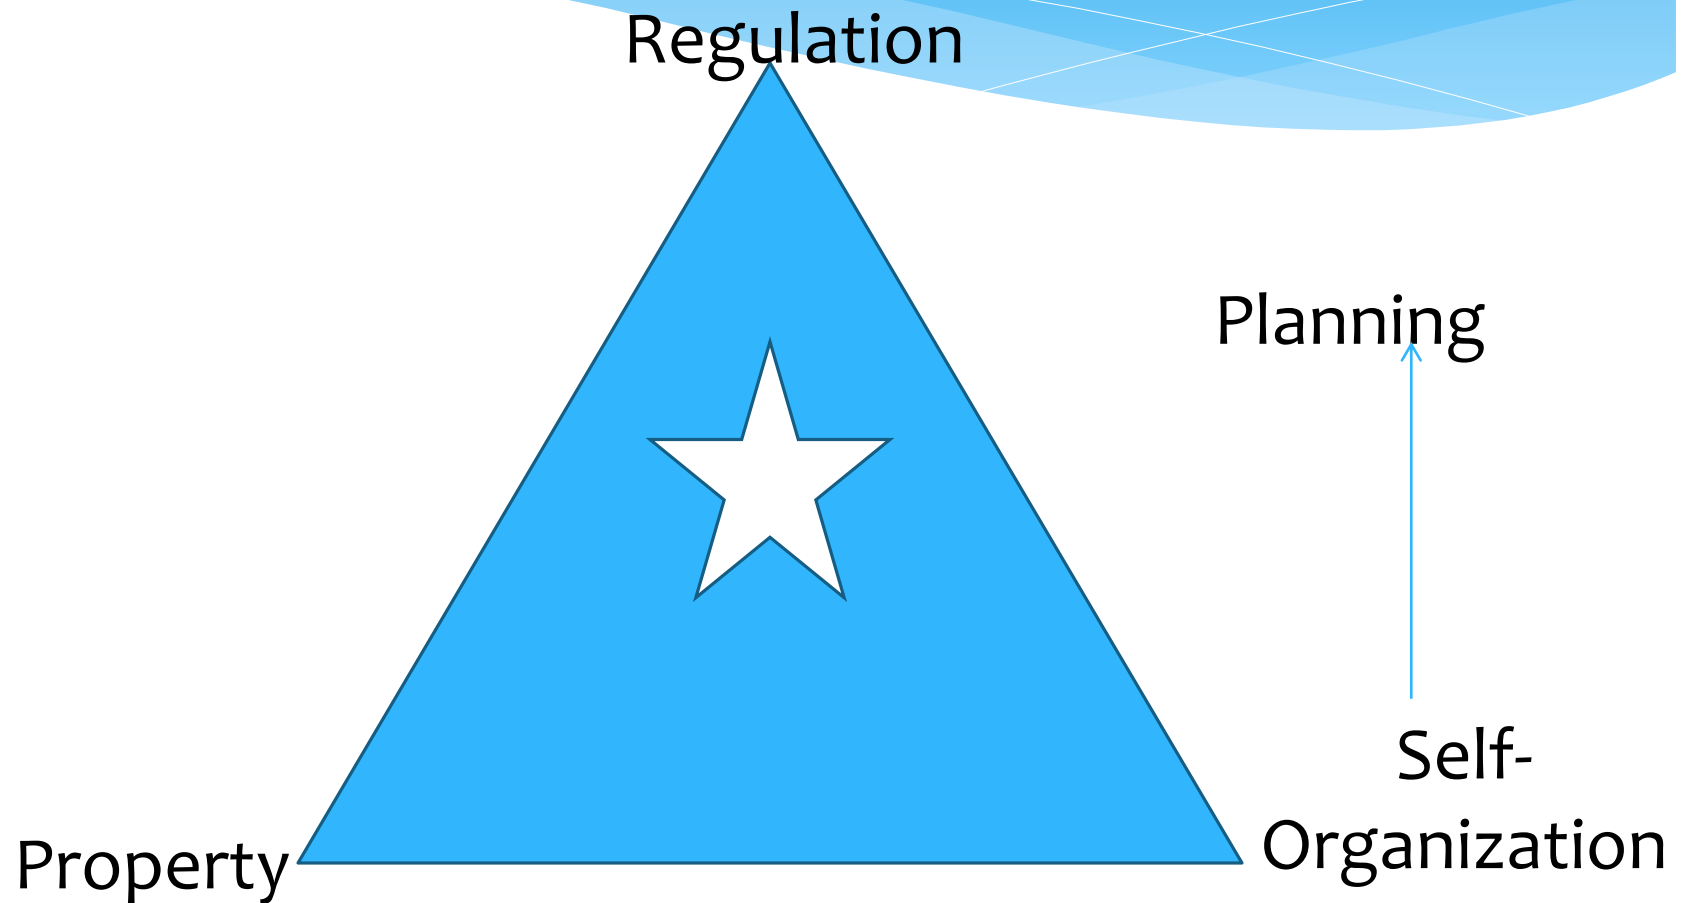 Regulation
Planning
Self-
Organization
Property